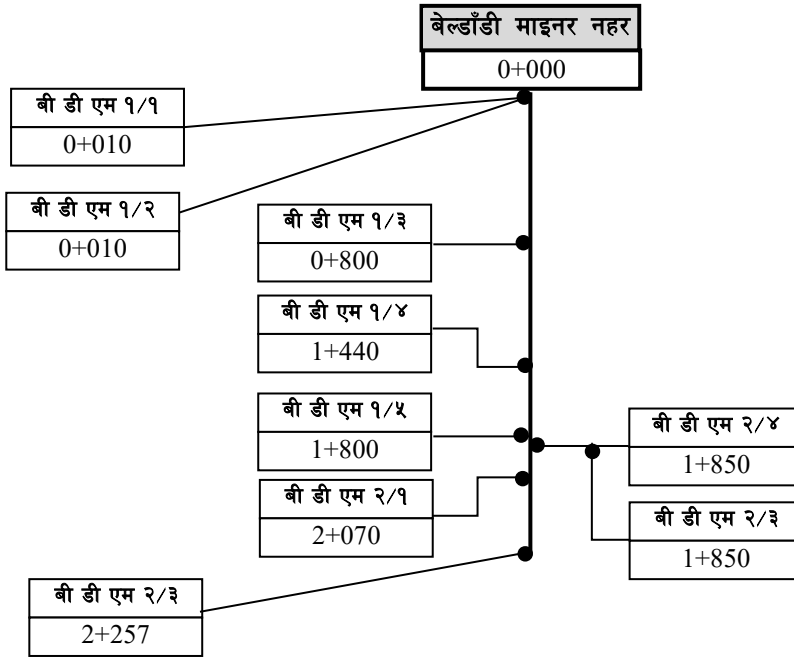 बेल्डाँडी माइनर नहर
0+000
बी डी एम १/१
0+010
बी डी एम १/२
0+010
बी डी एम १/३
0+800
बी डी एम १/४
1+440
बी डी एम १/५
1+800
बी डी एम २/४
1+850
बी डी एम २/१
2+070
बी डी एम २/३
1+850
बी डी एम २/३
2+257